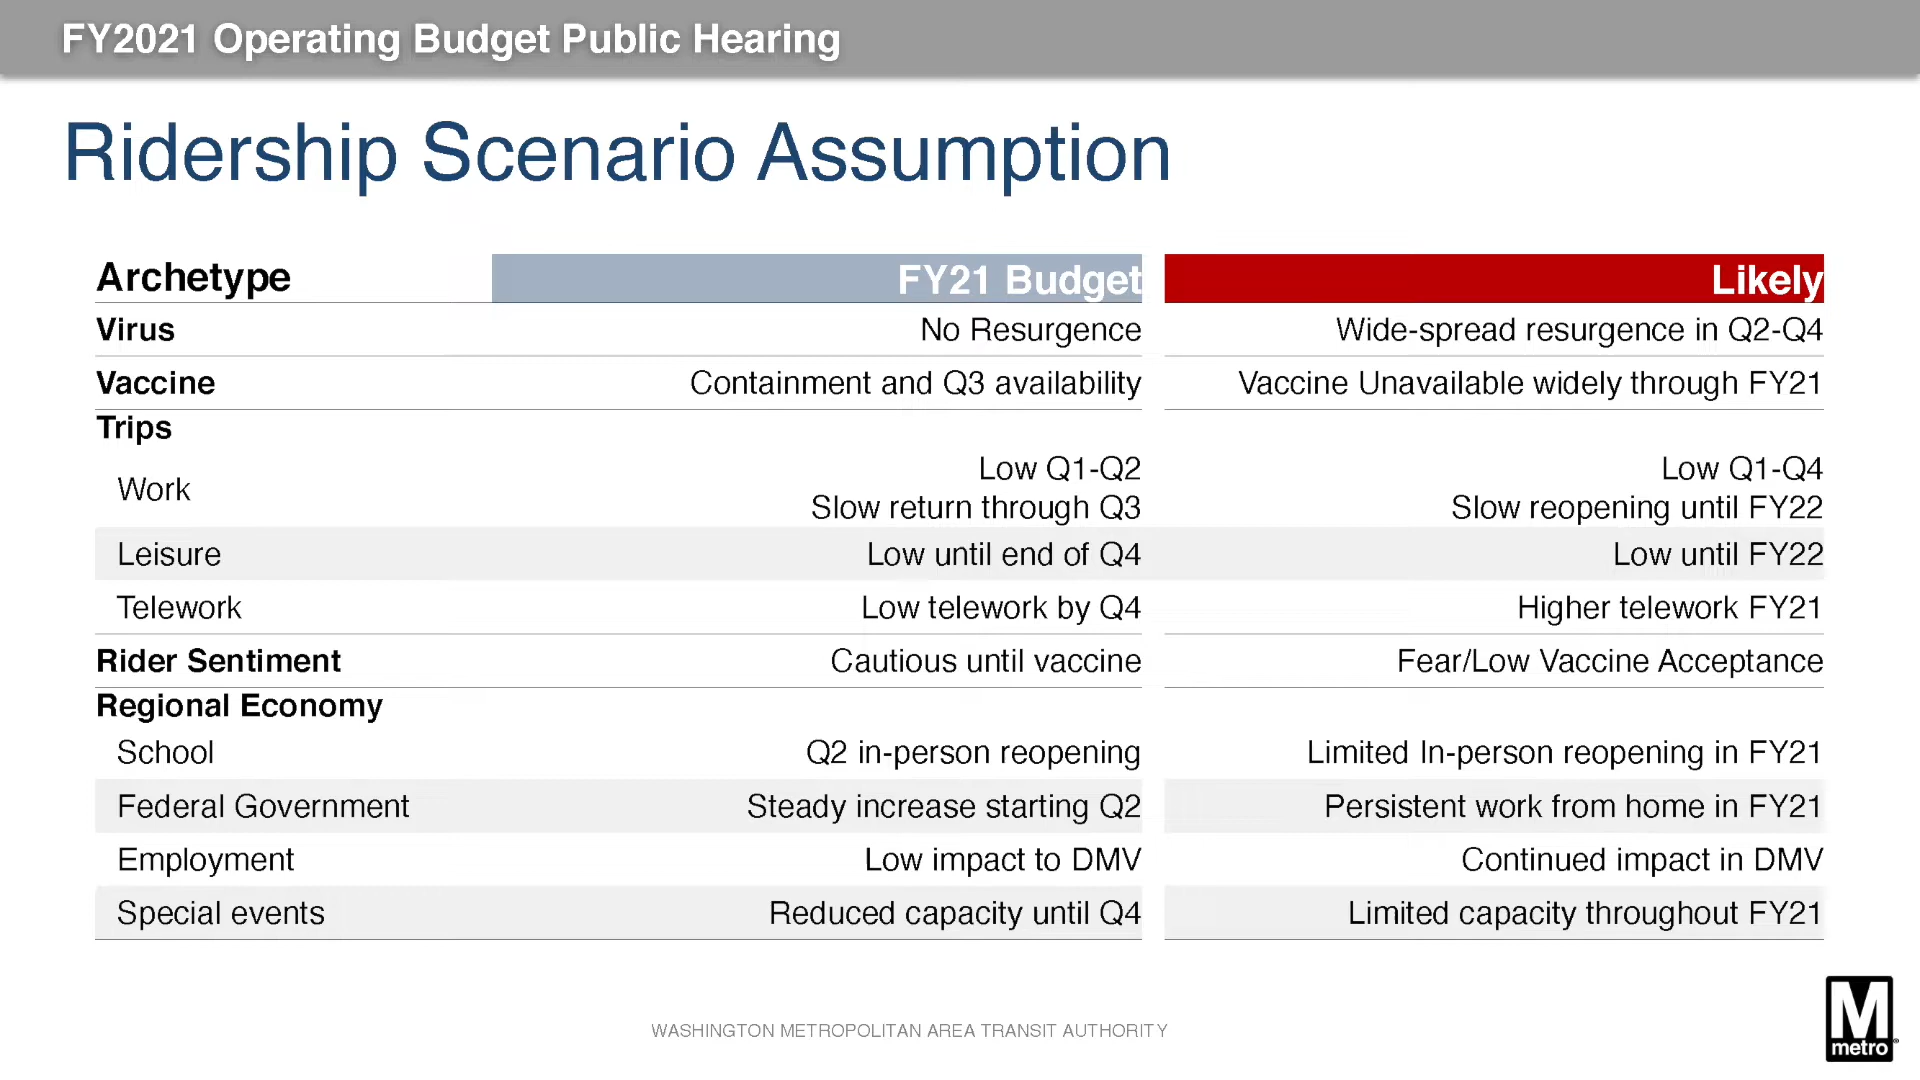 FY2021 Operating Budget Public Hearing
Ridership Scenario Assumption
Archetype FY21 Budget Likely
Virus No Resurgence Wide-spread resurgence in Q2-Q4
Vaccine Containment and Q3 availability Vaccine Unavailable widely through FY21
Trips
Work Low Q1-Q2 Low Q1-Q4
Slow return through Q3 Slow reopening until FY22
Leisure Low until end of Q4 Low until FY22
Telework Low telework by Q4 Higher telework FY21
Rider Sentiment Cautious until vaccine Fear/Low Vaccine Acceptance
Regional Economy
School Q2 in-person reopening Limited In-person reopening in FY21
Federal Government Steady increase starting Q2 Persistent work from home in FY21
Employment Low impact to DMV Continued impact in DMV
Special events Reduced capacity until Q4 Limited capacity throughout FY21
WASHINGTON METROPOLITAN AREA TRANSIT AUTHORITY
M
metro